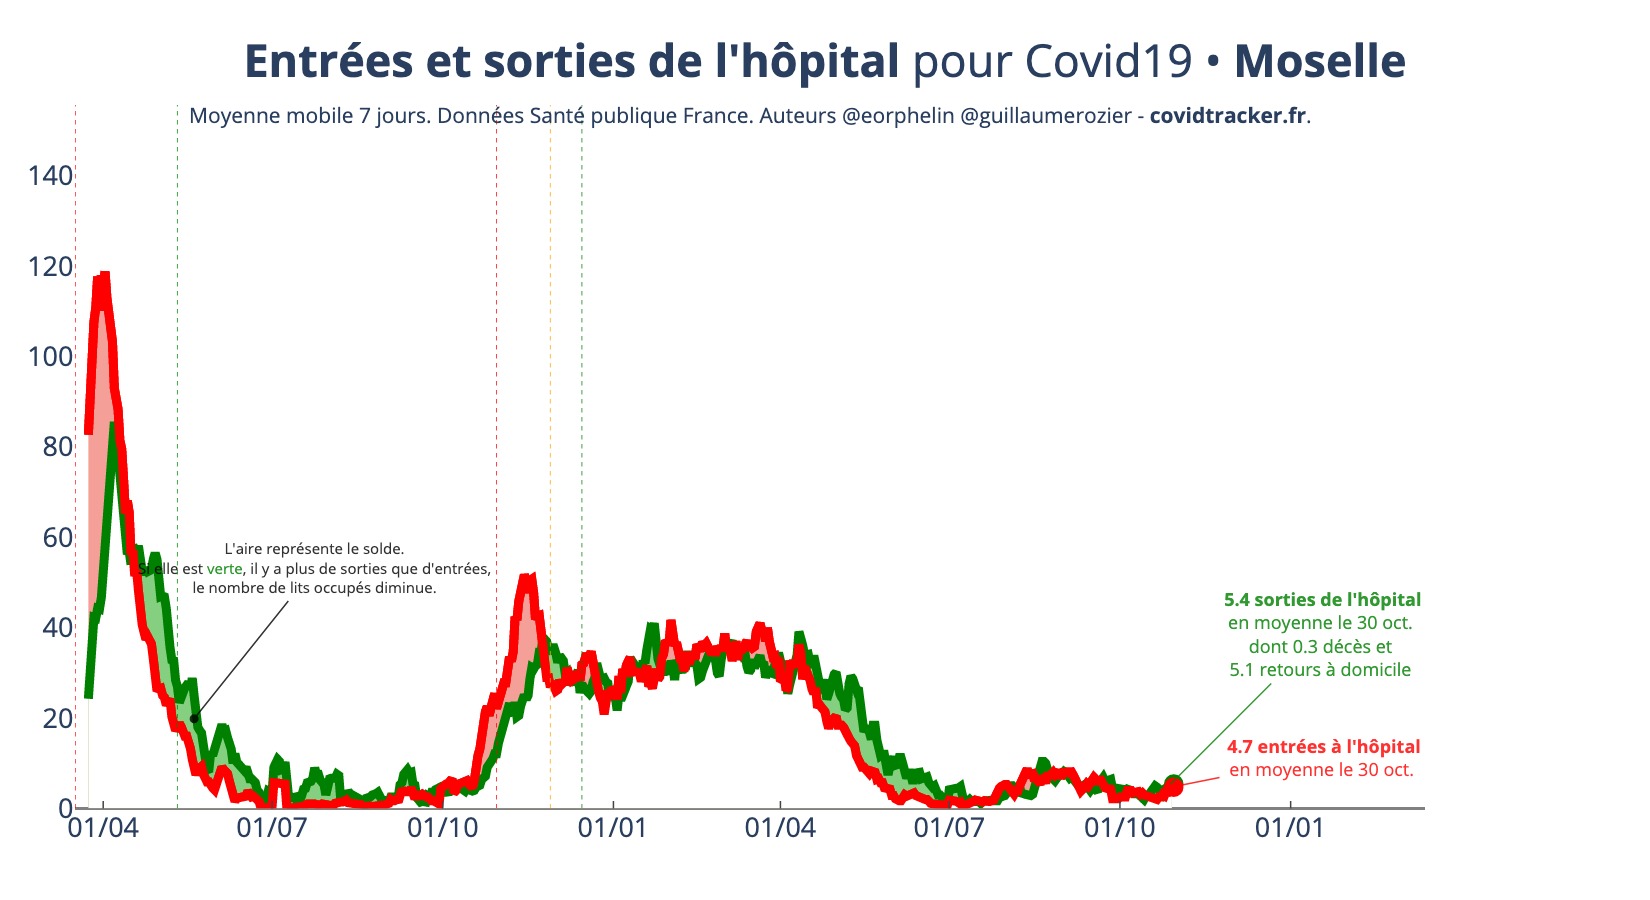 Entrées et sorties de l'hôpital pour Covid19 • Moselle
Moyenne mobile 7 jours. Données Santé publique France. Auteurs @eorphelin @guillaumerozier - covidtracker.fr.
140
120
100
80
60
40
20
0
L'aire représente le solde.
Si elle est verte, il y a plus de sorties que d'entrées,
le nombre de lits occupés diminue.
5.4 sorties de l'hôpital
en moyenne le 30 oct.
dont 0.3 décès et
5.1 retours à domicile
4.7 entrées à l'hôpital
en moyenne le 30 oct.
01/04 01/07 01/10 01/01 01/04 01/07 01/10 01/01